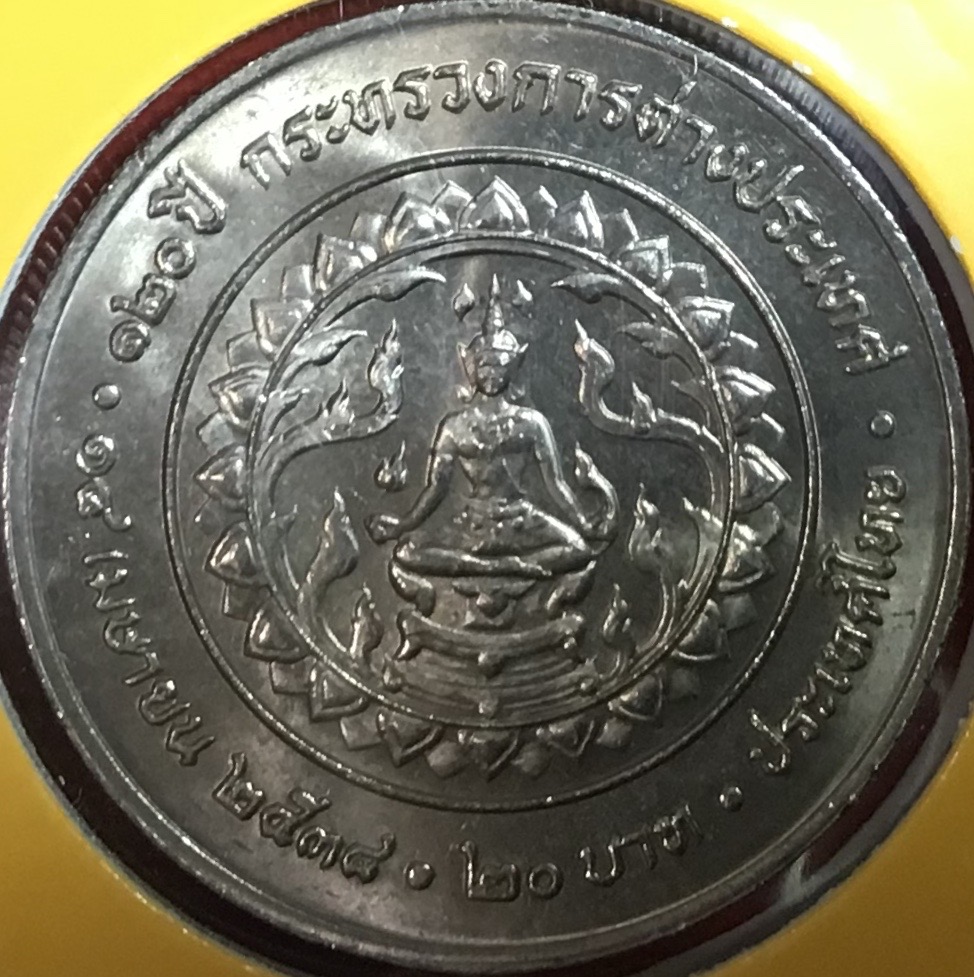 ๑๒๐ ปี กระทรวงการต่างประเทศ
๑๔ เมษายน ๒๕๓๘ • ๒๐ บาท • ประเทศไทย